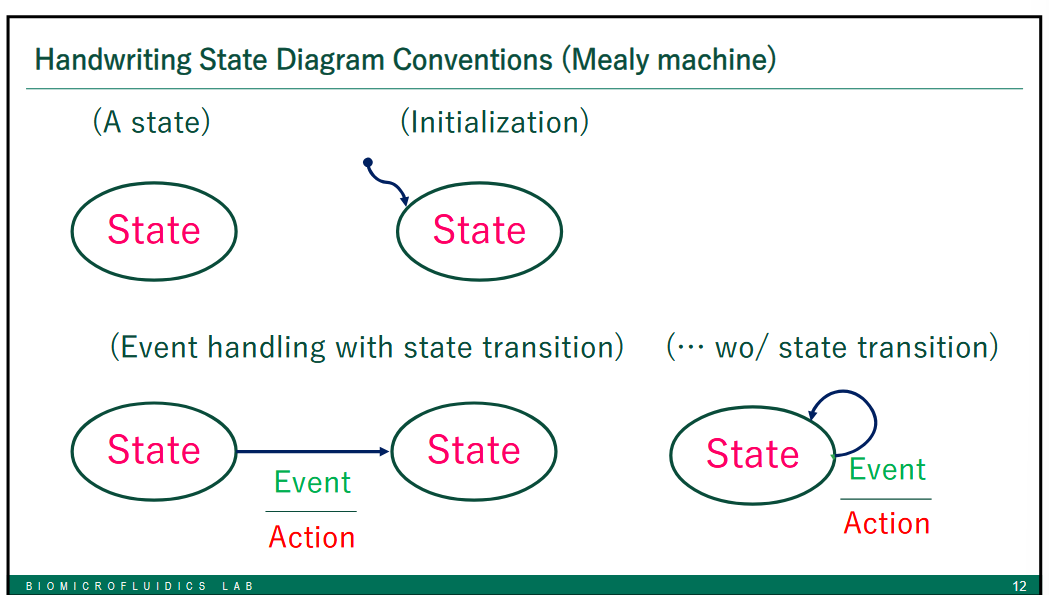 Handwriting State Diagram Conventions (Mealy machine)
(A state)
(Initialization)
State
State
(Event handling with state transition)
(… wo/ state transition)
State
State
Event
Action
State
Event
Action
BIOMICROFLUIDICS LAB
12